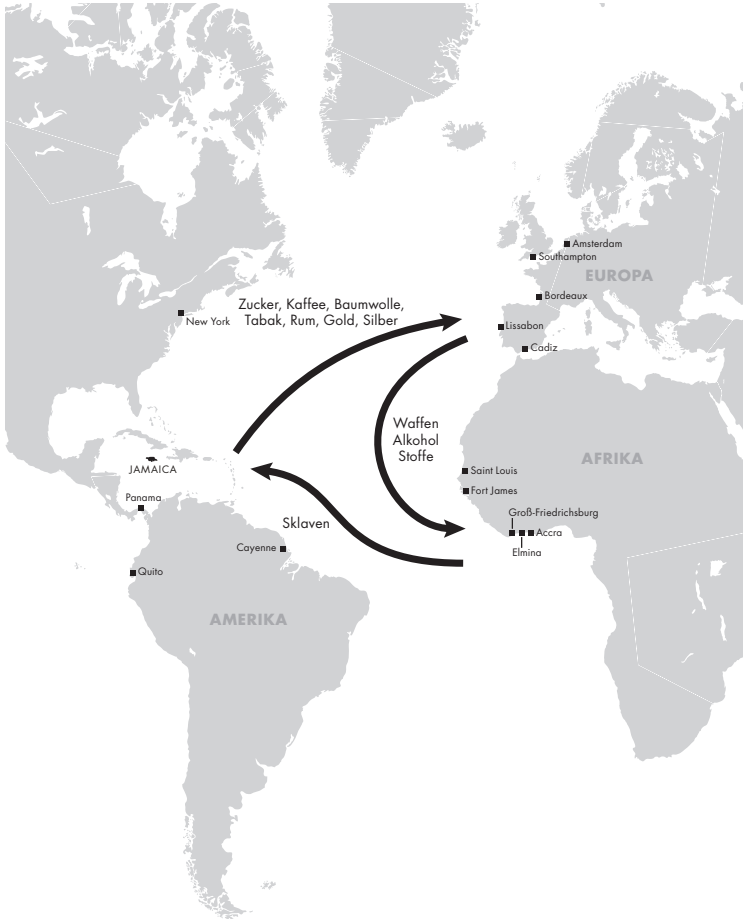 Amsterdam
Southampton
EUROPA
Bordeaux
Zucker, Kaffee, Baumwolle,
Tabak, Rum, Gold, Silber
New York
Lissabon
Cadiz
Waffen
Alkohol
Stoffe
AFRIKA
JAMAICA
Saint Louis
Fort James
Panama
Groß-Friedrichsburg
Sklaven
Accra
Elmina
Cayenne
Quito
AMERIKA